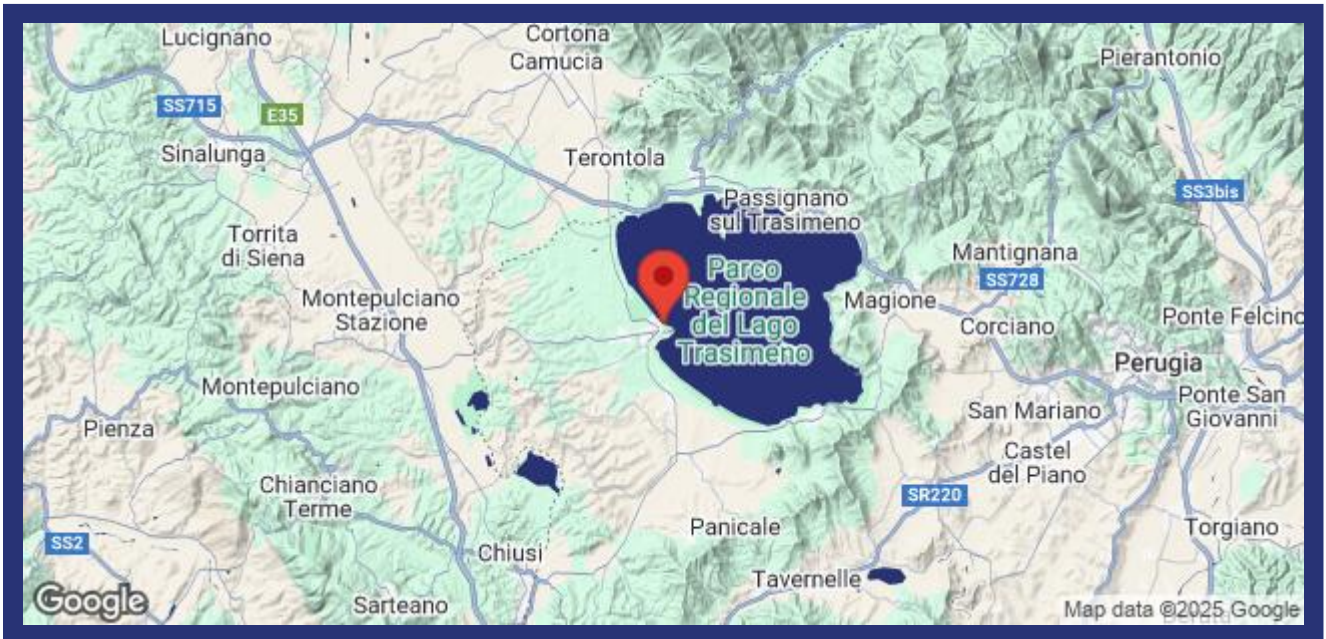 Lucignano
Cortona
Camucia
Pierantonio
SS715
E35
Sinalunga
Terontola
SS3bis
Passignano
sul Trasimeno
Torrita
di Siena
Mantignana
SS728
Parco
Regionale
del Lago
Trasimeno
Montepulciano
Stazione
Magione
Corciano
Ponte Felcino
Perugia
Montepulciano
Ponte San
Giovanni
San Mariano
Pienza
Castel
del Piano
Chianciano
Terme
SR220
Panicale
Torgiano
SS2
Chiusi
Tavernelle
Sarteano
Google
Map data ©2025 Google